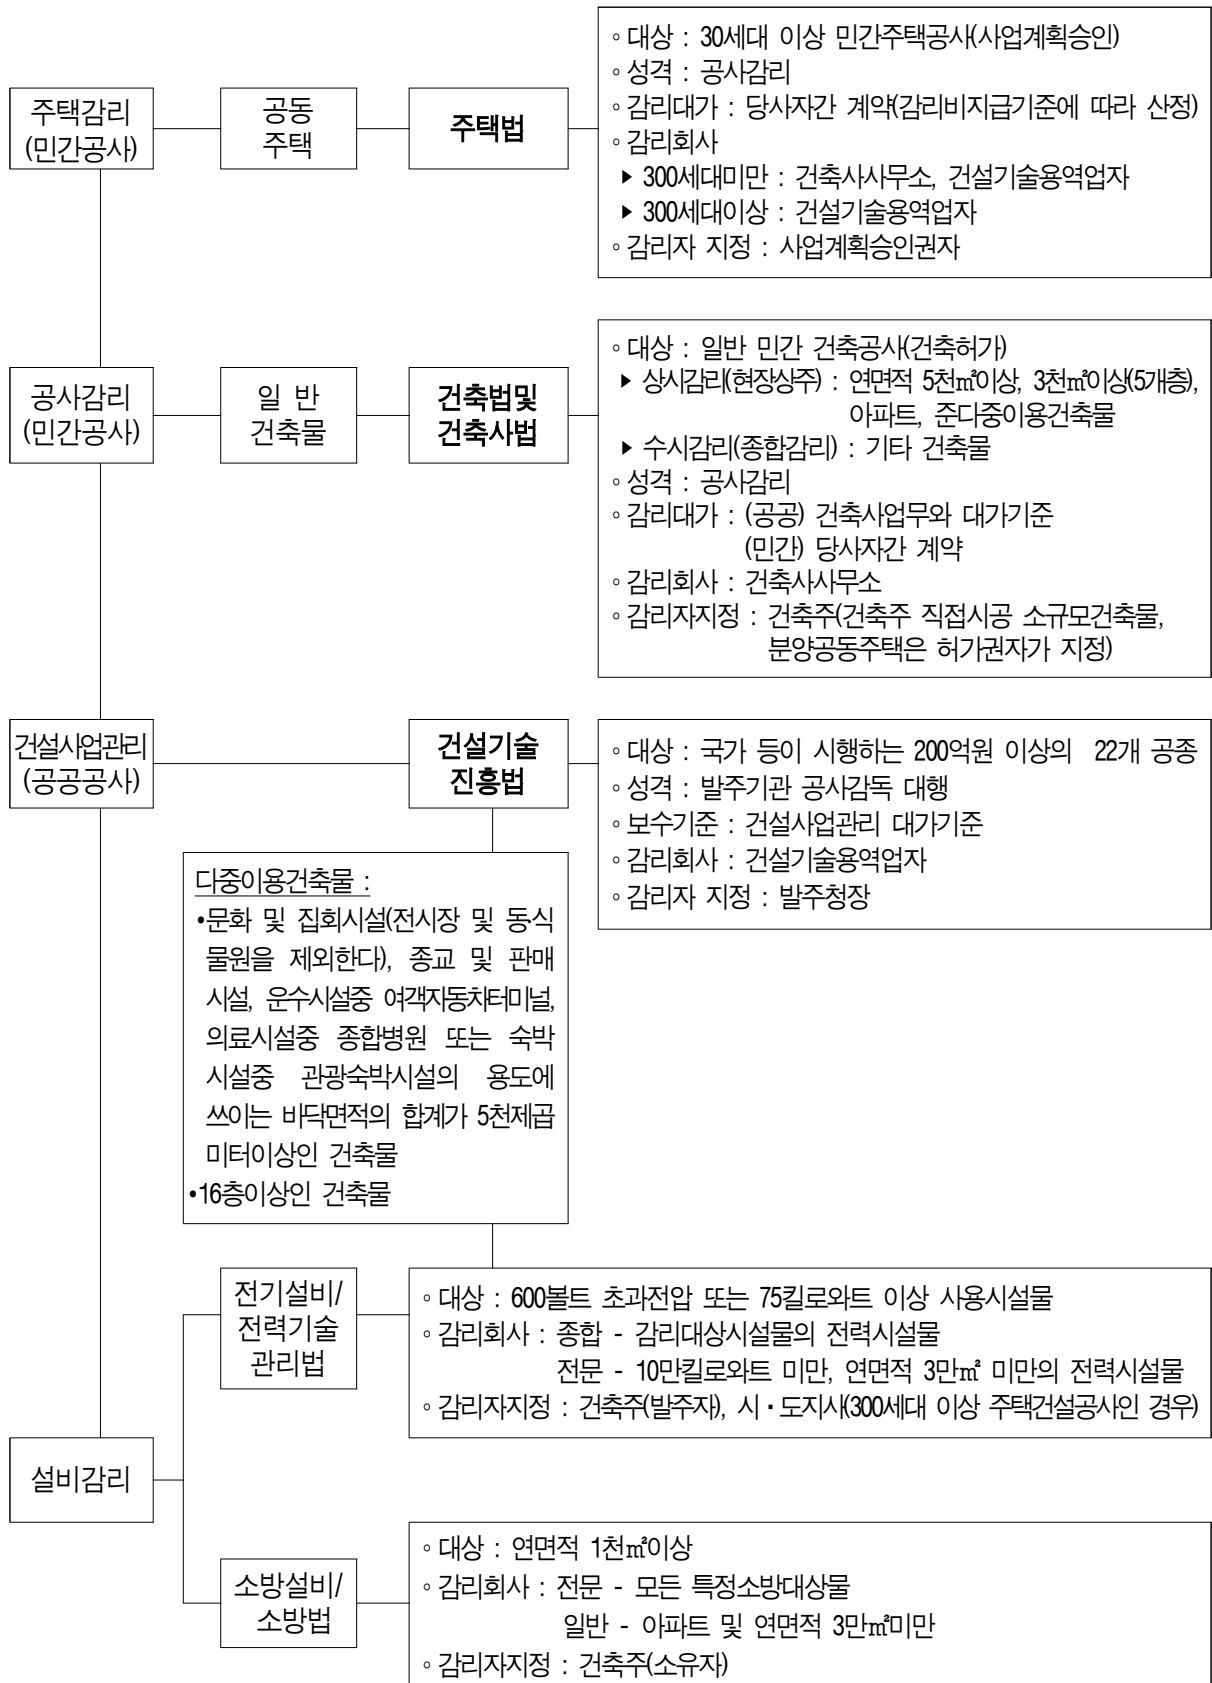 주택감리
(민간공사)
공동
주택
주택법
◦대상 : 30세대 이상 민간주택공사(사업계획승인)
◦성격 : 공사감리
◦감리대가 : 당사자간 계약(감리비지급기준에 따라 산정)
◦감리회사
▶ 300세대미만 : 건축사사무소, 건설기술용역업자
▶ 300세대이상 : 건설기술용역업자
◦감리자 지정 : 사업계획승인권자
공사감리
(민간공사)
일 반
건축물
건축법및
건축사법
◦대상 : 일반 민간 건축공사(건축허가)
▶ 상시감리(현장상주) : 연면적 5천㎡이상, 3천㎡이상(5개층),
아파트, 준다중이용건축물
▶ 수시감리(종합감리) : 기타 건축물
◦성격 : 공사감리
◦감리대가 : (공공) 건축사업무와 대가기준
(민간) 당사자간 계약
◦감리회사 : 건축사사무소
◦감리자지정 : 건축주(건축주 직접시공 소규모건축물,
분양공동주택은 허가권자가 지정)
건설사업관리
(공공공사)
건설기술
진흥법
◦대상 : 국가 등이 시행하는 200억원 이상의 22개 공종
◦성격 : 발주기관 공사감독 대행
◦보수기준 : 건설사업관리 대가기준
◦감리회사 : 건설기술용역업자
◦감리자 지정 : 발주청장
다중이용건축물 :
•문화 및 집회시설(전시장 및 동·식
물원을 제외한다), 종교 및 판매
시설, 운수시설중 여객자동차터미널,
의료시설중 종합병원 또는 숙박
시설중 관광숙박시설의 용도에
쓰이는 바닥면적의 합계가 5천제곱
미터이상인 건축물
•16층이상인 건축물
설비감리
전기설비/
전력기술
관리법
◦대상 : 600볼트 초과전압 또는 75킬로와트 이상 사용시설물
◦감리회사 : 종합 - 감리대상시설물의 전력시설물
전문 - 10만킬로와트 미만, 연면적 3만㎡ 미만의 전력시설물
◦감리자지정 : 건축주(발주자), 시・도지사(300세대 이상 주택건설공사인 경우)
소방설비/
소방법
◦대상 : 연면적 1천㎡이상
◦감리회사 : 전문 - 모든 특정소방대상물
일반 - 아파트 및 연면적 3만㎡미만
◦감리자지정 : 건축주(소유자)